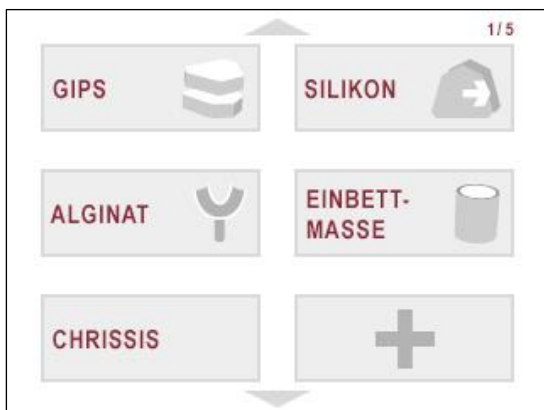 1/5
GIPS
SILIKON
ALGINAT
EINBETT-
MASSE
CHRISSIS